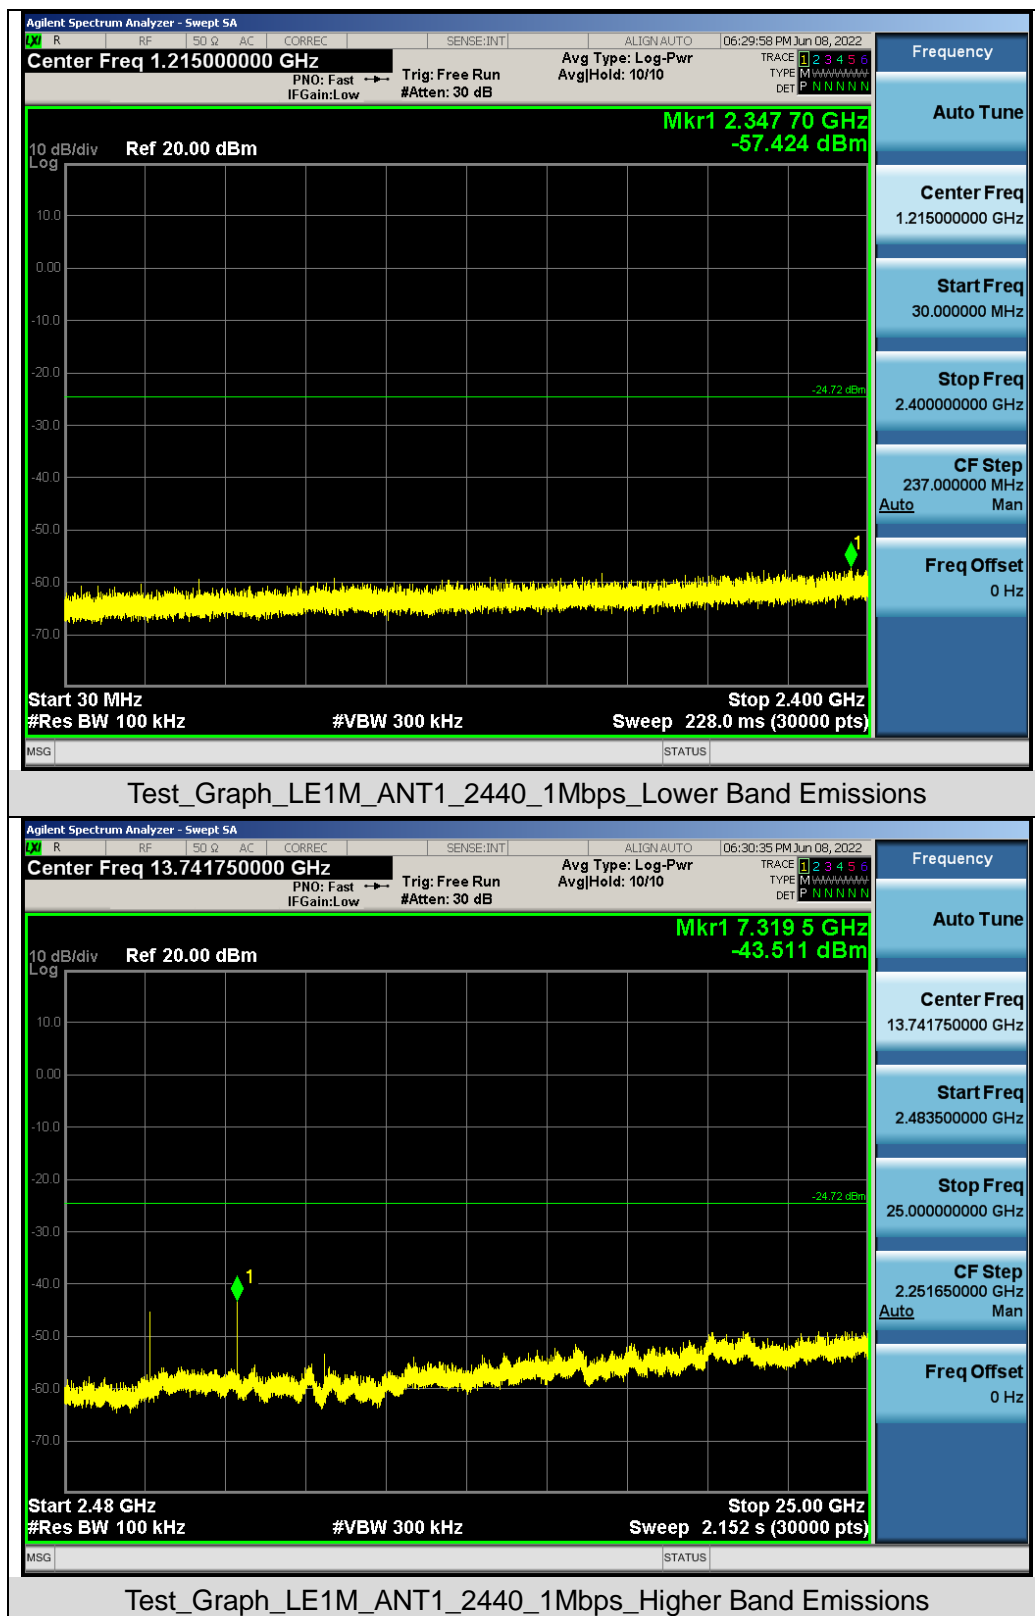 Agilent Spectrum Analyzer - Swept SA
LXI R RF 50 Ω AC CORREC SENSE:INT ALIGN AUTO 06:29:58 PM Jun 08, 2022
Center Freq 1.215000000 GHz
PNO: Fast
IFGain:Low
Trig: Free Run
#Atten: 30 dB
Avg Type: Log-Pwr
Avg|Hold: 10/10
TRACE 1 2 3 4 5 6
TYPE M WWWWW
DET P N N N N N
Mkr1 2.347 70 GHz
-57.424 dBm
10 dB/div Ref 20.00 dBm
Log
10.0
0.00
-10.0
-20.0
-24.72 dBm
-30.0
-40.0
-50.0
1
-60.0
-70.0
Start 30 MHz Stop 2.400 GHz
#Res BW 100 kHz #VBW 300 kHz Sweep 228.0 ms (30000 pts)
MSG STATUS
Frequency
Auto Tune
Center Freq
1.215000000 GHz
Start Freq
30.000000 MHz
Stop Freq
2.400000000 GHz
CF Step
237.000000 MHz
Auto Man
Freq Offset
0 Hz
Test_Graph_LE1M_ANT1_2440_1Mbps_Lower Band Emissions
Agilent Spectrum Analyzer - Swept SA
LXI R RF 50 Ω AC CORREC SENSE:INT ALIGN AUTO 06:30:35 PM Jun 08, 2022
Center Freq 13.741750000 GHz
PNO: Fast
IFGain:Low
Trig: Free Run
#Atten: 30 dB
Avg Type: Log-Pwr
Avg|Hold: 10/10
TRACE 1 2 3 4 5 6
TYPE M WWWWW
DET P N N N N N
Mkr1 7.319 5 GHz
-43.511 dBm
10 dB/div Ref 20.00 dBm
Log
10.0
0.00
-10.0
-20.0
-24.72 dBm
-30.0
1
-40.0
-50.0
-60.0
-70.0
Start 2.48 GHz Stop 25.00 GHz
#Res BW 100 kHz #VBW 300 kHz Sweep 2.152 s (30000 pts)
MSG STATUS
Frequency
Auto Tune
Center Freq
13.741750000 GHz
Start Freq
2.483500000 GHz
Stop Freq
25.000000000 GHz
CF Step
2.251650000 GHz
Auto Man
Freq Offset
0 Hz
Test_Graph_LE1M_ANT1_2440_1Mbps_Higher Band Emissions